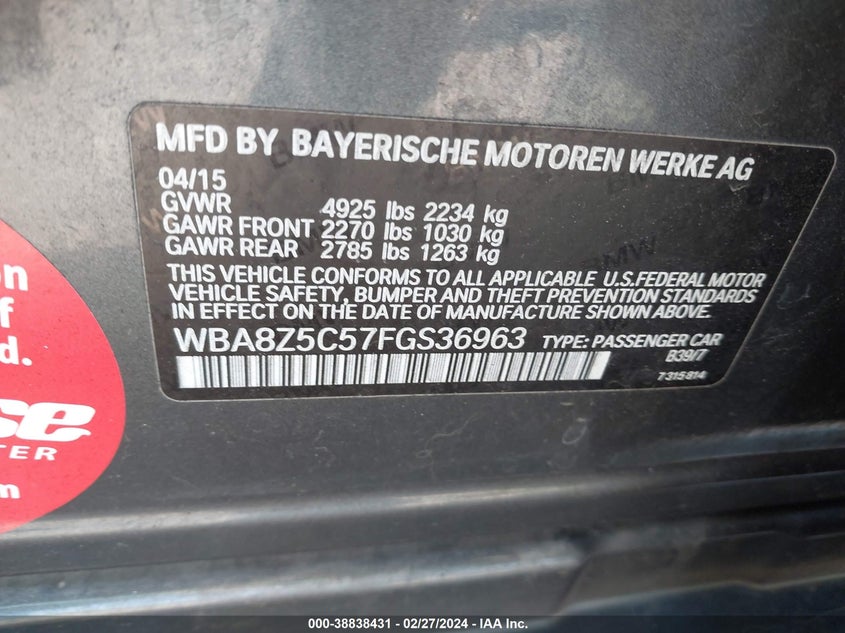 MFD BY BAYERISCHE MOTOREN WERKE AG
04/15
GVWR 4925 lbs 2234 kg
GAWR FRONT 2270 lbs 1030 kg
GAWR REAR 2785 lbs 1263 kg
THIS VEHICLE CONFORMS TO ALL APPLICABLE U.S.FEDERAL MOTOR
VEHICLE SAFETY, BUMPER AND THEFT PREVENTION STANDARDS
IN EFFECT ON THE DATE OF MANUFACTURE SHOWN ABOVE.
WBA8Z5C57FGS36963 TYPE: PASSENGER CAR
B39/7
7315814
on
f
d.
se
TER
m
000-38838431 - 02/27/2024 - IAA Inc.